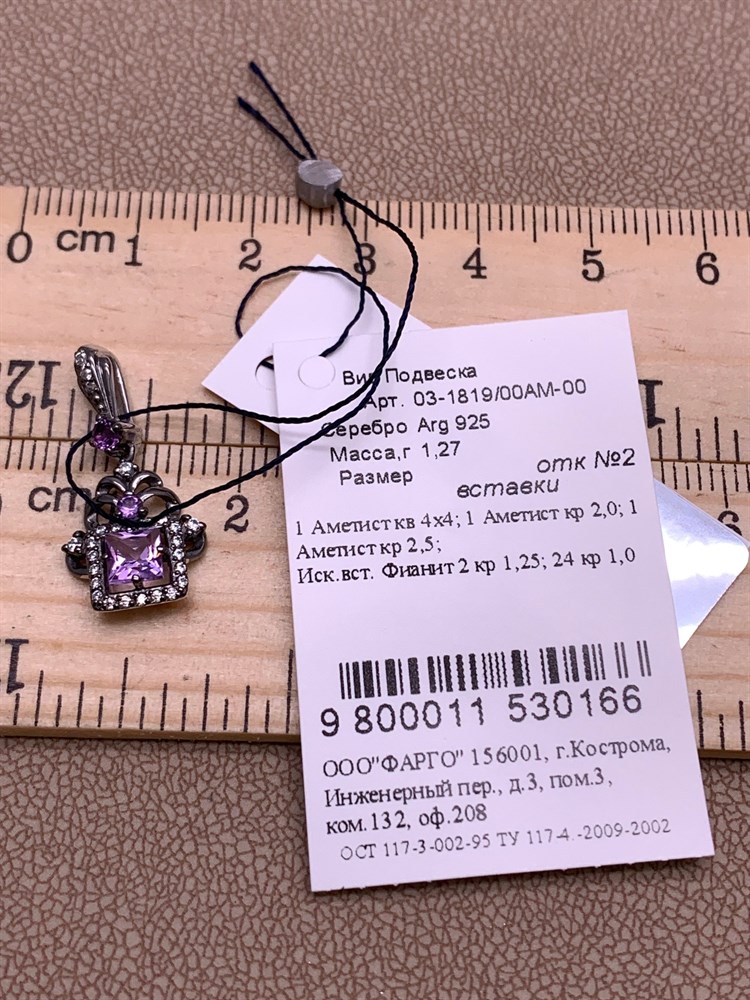 0 cm 1 2 3 4 5 6
12
cm 2
Вид Подвеска
Арт. 03-1819/00АМ-00
Серебро Arg 925
Масса,г 1,27
Размер отк №2
вставки
1 Аметист кв 4х4; 1 Аметист кр 2,0; 1
Аметист кр 2,5;
Иск.вст. Фианит 2 кр 1,25; 24 кр 1,0
9 800011 530166
ООО"ФАРГО" 156001, г.Кострома,
Инженерный пер., д.3, пом.3,
ком.132, оф.208
ОСТ 117-3-002-95 ТУ 117-4.-2009-2002